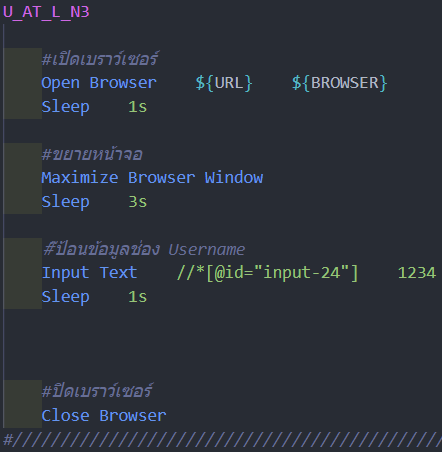 U_AT_L_N3
#เปิดเบราว์เซอร์
Open Browser    ${URL}    ${BROWSER}
Sleep    1s
#ขยายหน้าจอ
Maximize Browser Window
Sleep    3s
#ป้อนข้อมูลช่อง Username
Input Text    //*[@id="input-24"]    1234
Sleep    1s
#ปิดเบราว์เซอร์
Close Browser
#/////////////////////////////////////////////